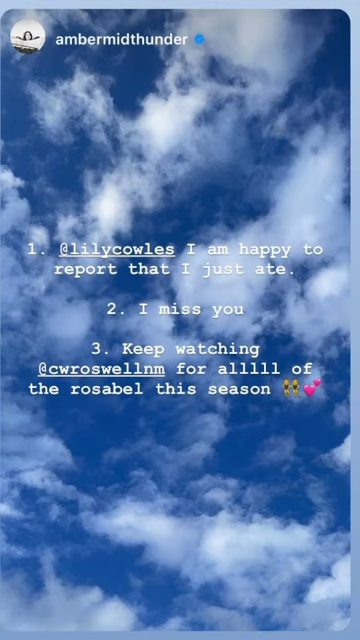 ambermidthunder
1. @lilycowles I am happy to
report that I just ate.
2. I miss you
3. Keep watching
@cwroswellnm for alllll of
the rosabel this season 👯💕